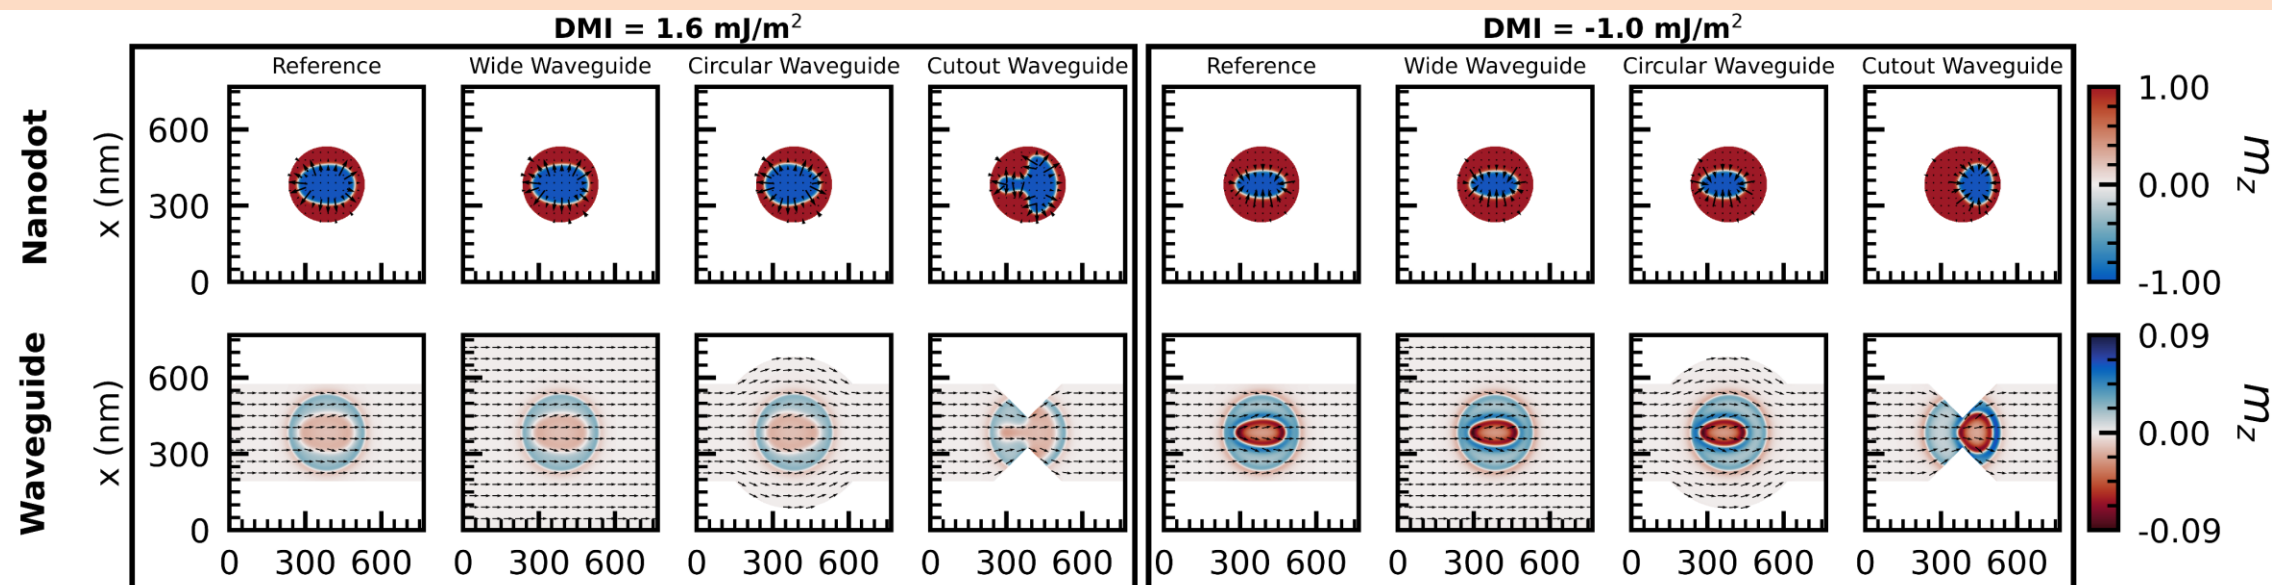 DMI = 1.6 mJ/m² DMI = -1.0 mJ/m²
Reference Wide Waveguide Circular Waveguide Cutout Waveguide Reference Wide Waveguide Circular Waveguide Cutout Waveguide
Nanodot
x (nm)
600
300
0
1.00
0.00
-1.00
m_z
Waveguide
x (nm)
600
300
0
0.09
0.00
-0.09
m_z
0 300 600 0 300 600 0 300 600 0 300 600 0 300 600 0 300 600 0 300 600 0 300 600